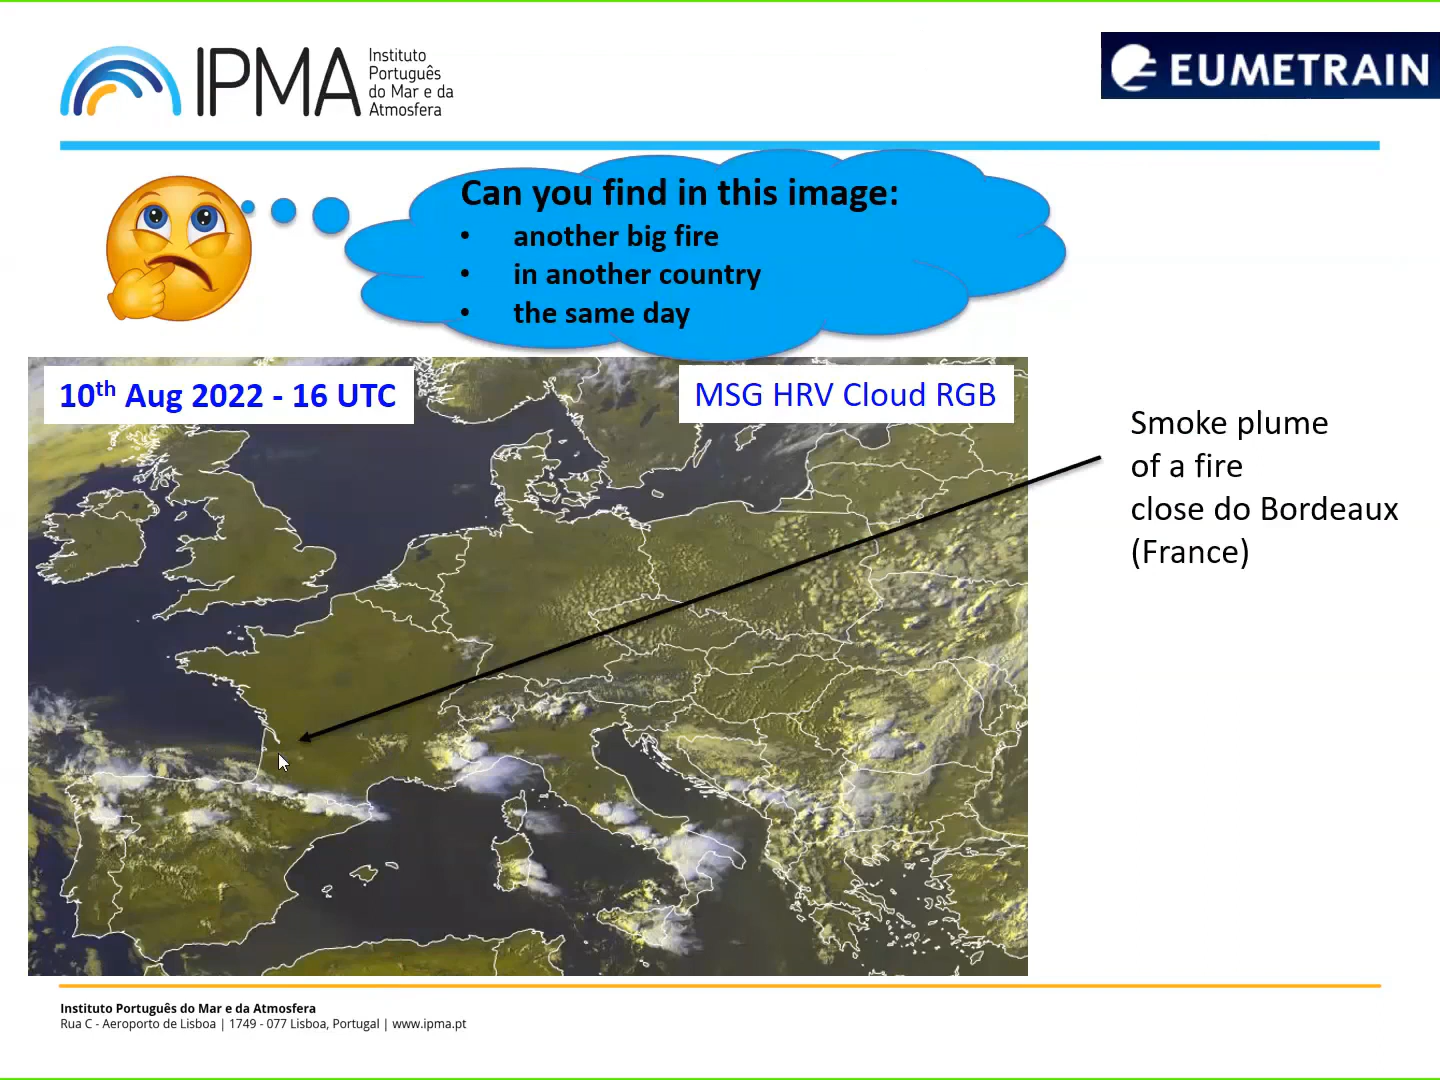 IPMA
Instituto
Português
do Mar e da
Atmosfera
EUMETRAIN
Can you find in this image:
• another big fire
• in another country
• the same day
10th Aug 2022 - 16 UTC
MSG HRV Cloud RGB
Smoke plume
of a fire
close do Bordeaux
(France)
Instituto Português do Mar e da Atmosfera
Rua C - Aeroporto de Lisboa | 1749 - 077 Lisboa, Portugal | www.ipma.pt